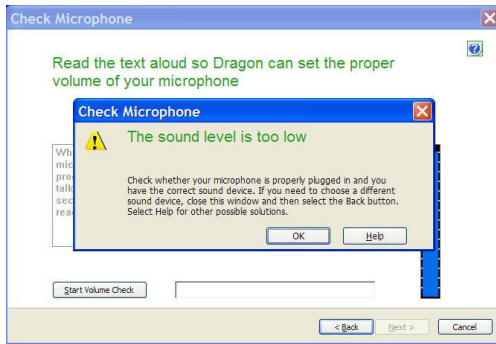 Check Microphone
Read the text aloud so Dragon can set the proper
volume of your microphone
Check Microphone
The sound level is too low
Check whether your microphone is properly plugged in and you
have the correct sound device. If you need to choose a different
sound device, close this window and then select the Back button.
Select Help for other possible solutions.
OK
Help
Start Volume Check
< Back
Next >
Cancel